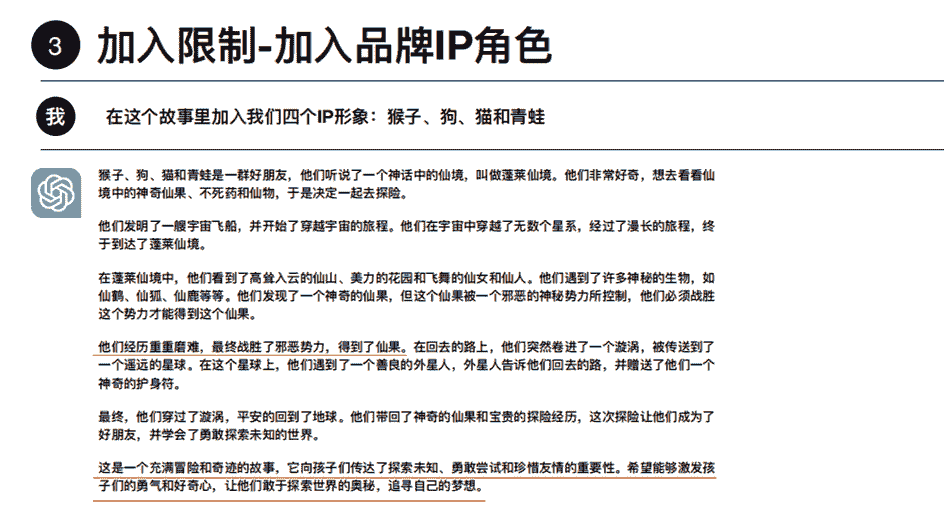 3
加入限制-加入品牌IP角色
我
在这个故事里加入我们四个IP形象：猴子、狗、猫和青蛙
猴子、狗、猫和青蛙是一群好朋友，他们听说了一个神话中的仙境，叫做蓬莱仙境。他们非常好奇，想去看看仙
境中的神奇仙果、不死药和仙物，于是决定一起去探险。
他们发明了一艘宇宙飞船，并开始了穿越宇宙的旅程。他们在宇宙中穿越了无数个星系，经过了漫长的旅程，终
于到达了蓬莱仙境。
在蓬莱仙境中，他们看到了高耸入云的仙山、美力的花园和飞舞的仙女和仙人。他们遇到了许多神秘的生物，如
仙鹤、仙狐、仙鹿等等。他们发现了一个神奇的仙果，但这个仙果被一个邪恶的神秘势力所控制，他们必须战胜
这个势力才能得到这个仙果。
他们经历重重磨难，最终战胜了邪恶势力，得到了仙果。在回去的路上，他们突然卷进了一个漩涡，被传送到了
一个遥远的星球。在这个星球上，他们遇到了一个善良的外星人，外星人告诉他们回去的路，并赠送了他们一个
神奇的护身符。
最终，他们穿过了漩涡，平安的回到了地球。他们带回了神奇的仙果和宝贵的探险经历，这次探险让他们成为了
好朋友，并学会了勇敢探索未知的世界。
这是一个充满冒险和奇迹的故事，它向孩子们传达了探索未知、勇敢尝试和珍惜友情的重要性。希望能够激发孩
子们的勇气和好奇心，让他们敢于探索世界的奥秘，追寻自己的梦想。